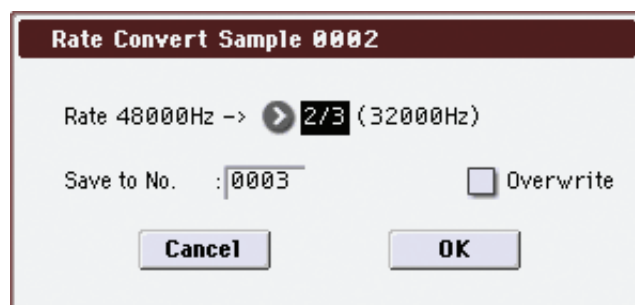 Rate Convert Sample 0002
Rate 48000Hz -> 2/3 (32000Hz)
Save to No. :0003 Overwrite
Cancel OK